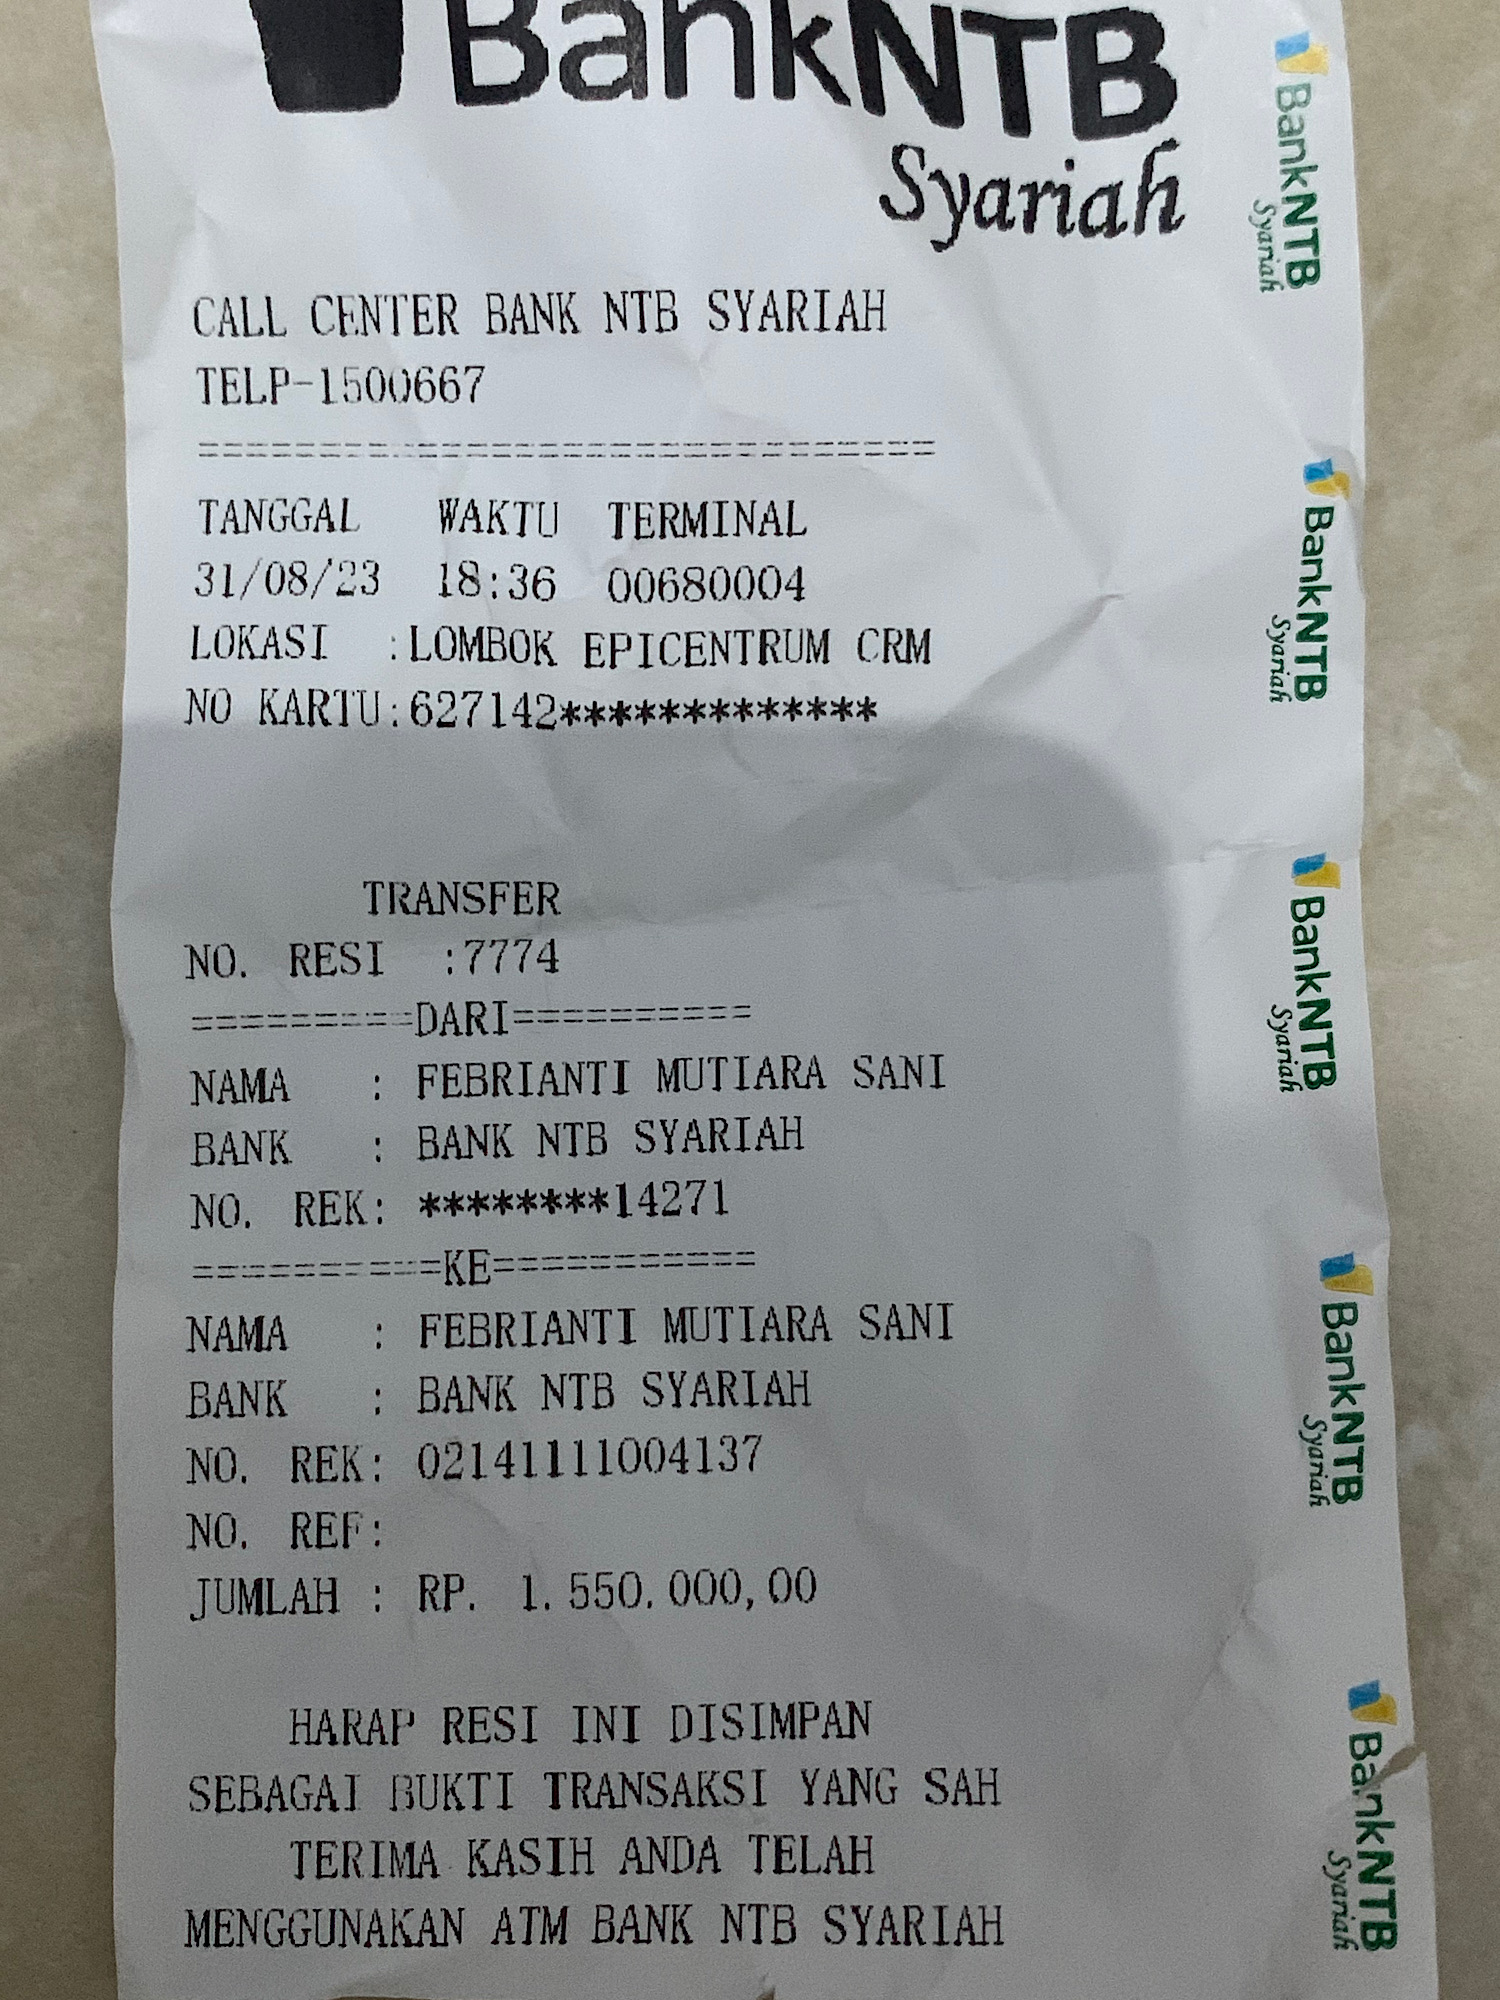 BankNTB
Syariah
CALL CENTER BANK NTB SYARIAH
TELP-1500667
===============================
TANGGAL WAKTU TERMINAL
31/08/23 18:36 00680004
LOKASI :LOMBOK EPICENTRUM CRM
NO KARTU:627142*************
TRANSFER
NO. RESI :7774
=========DARI==========
NAMA : FEBRIANTI MUTIARA SANI
BANK : BANK NTB SYARIAH
NO. REK: ********14271
==========KE===========
NAMA : FEBRIANTI MUTIARA SANI
BANK : BANK NTB SYARIAH
NO. REK: 02141111004137
NO. REF:
JUMLAH : RP. 1.550.000,00
HARAP RESI INI DISIMPAN
SEBAGAI BUKTI TRANSAKSI YANG SAH
TERIMA KASIH ANDA TELAH
MENGGUNAKAN ATM BANK NTB SYARIAH
BankNTB
Syariah
BankNTB
Syariah
BankNTB
Syariah
BankNTB
Syariah
BankNTB
Syariah